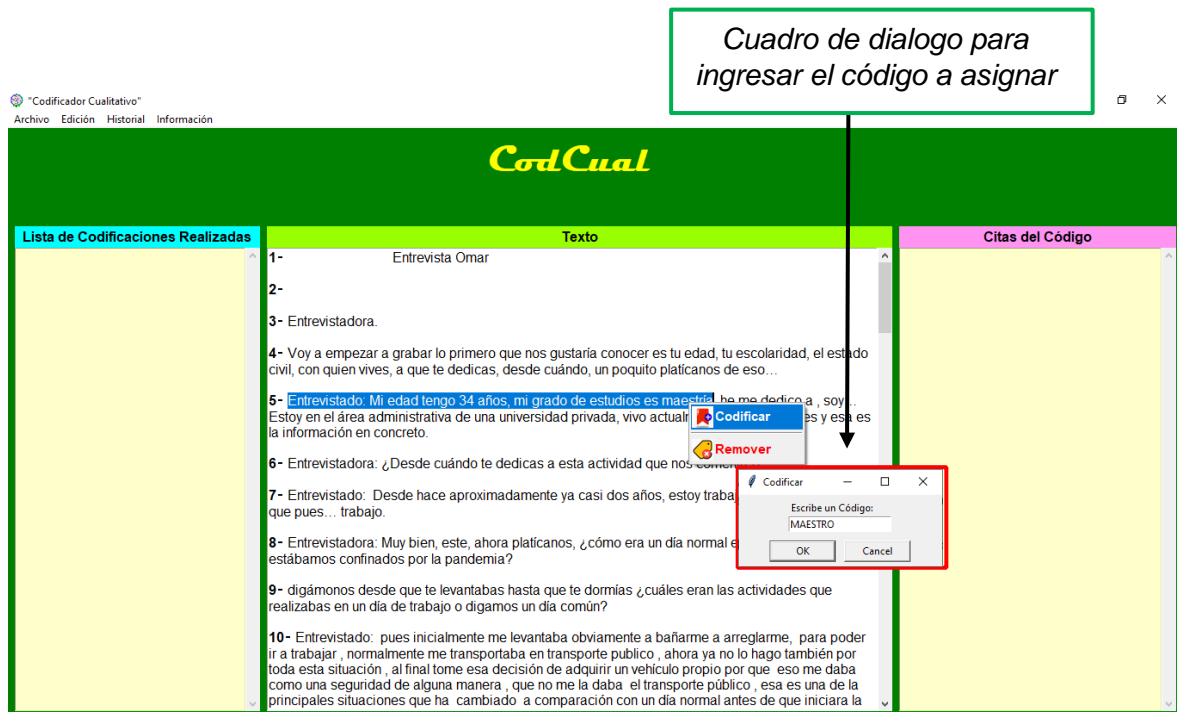 Cuadro de dialogo para
ingresar el código a asignar
"Codificador Cualitativo"
Archivo Edición Historial Información
CodCual
Lista de Codificaciones Realizadas
Texto
Citas del Código
1- Entrevista Omar
2-
3- Entrevistadora.
4- Voy a empezar a grabar lo primero que nos gustaría conocer es tu edad, tu escolaridad, el estado
civil, con quien vives, a que te dedicas, desde cuándo, un poquito platícanos de eso…
5- Entrevistado: Mi edad tengo 34 años, mi grado de estudios es maestría, he me dedico a , soy…
Estoy en el área administrativa de una universidad privada, vivo es y esa es
la información en concreto.
Codificar
Remover
6- Entrevistadora: ¿Desde cuándo te dedicas a esta actividad que nos
7- Entrevistado: Desde hace aproximadamente ya casi dos años, estoy
que pues… trabajo.
8- Entrevistadora: Muy bien, este, ahora platícanos, ¿cómo era un día normal
estábamos confinados por la pandemia?
Codificar
Escribe un Código:
MAESTRO
OK Cancel
9- digámonos desde que te levantabas hasta que te dormías ¿cuáles eran las actividades que
realizabas en un día de trabajo o digamos un día común?
10- Entrevistado: pues inicialmente me levantaba obviamente a bañarme a arreglarme, para poder
ir a trabajar , normalmente me transportaba en transporte publico , ahora ya no lo hago también por
toda esta situación , al final tome esa decisión de adquirir un vehículo propio por que eso me daba
como una seguridad de alguna manera , que no me la daba el transporte público , esa es una de la
principales situaciones que ha cambiado a comparación con un día normal antes de que iniciara la